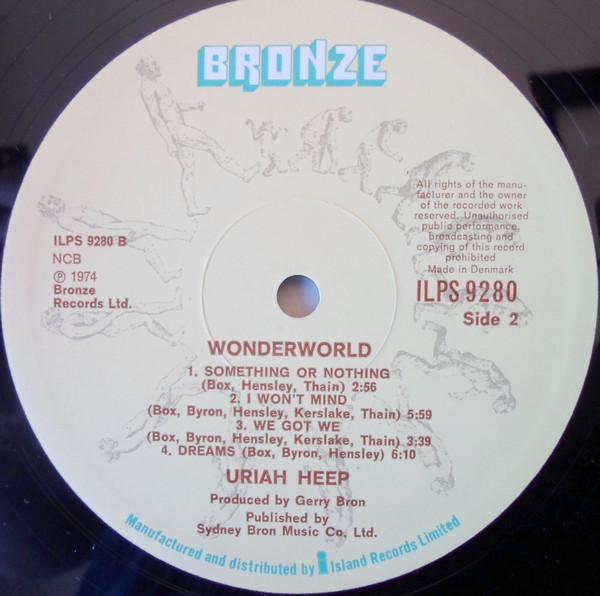 BRONZE
All rights of the manu-
facturer and the owner
of the recorded work
reserved. Unauthorised
public performance,
broadcasting and
copying of this record
prohibited
Made in Denmark
ILPS 9280 B
NCB
℗ 1974
Bronze
Records Ltd.
ILPS 9280
Side 2
WONDERWORLD
1. SOMETHING OR NOTHING
(Box, Hensley, Thain) 2:56
2. I WON'T MIND
(Box, Byron, Hensley, Kerslake, Thain) 5:59
3. WE GOT WE
(Box, Byron, Hensley, Kerslake, Thain) 3:39
4. DREAMS (Box, Byron, Hensley) 6:10
URIAH HEEP
Produced by Gerry Bron
Published by
Sydney Bron Music Co. Ltd.
Manufactured and distributed by i Island Records Limited